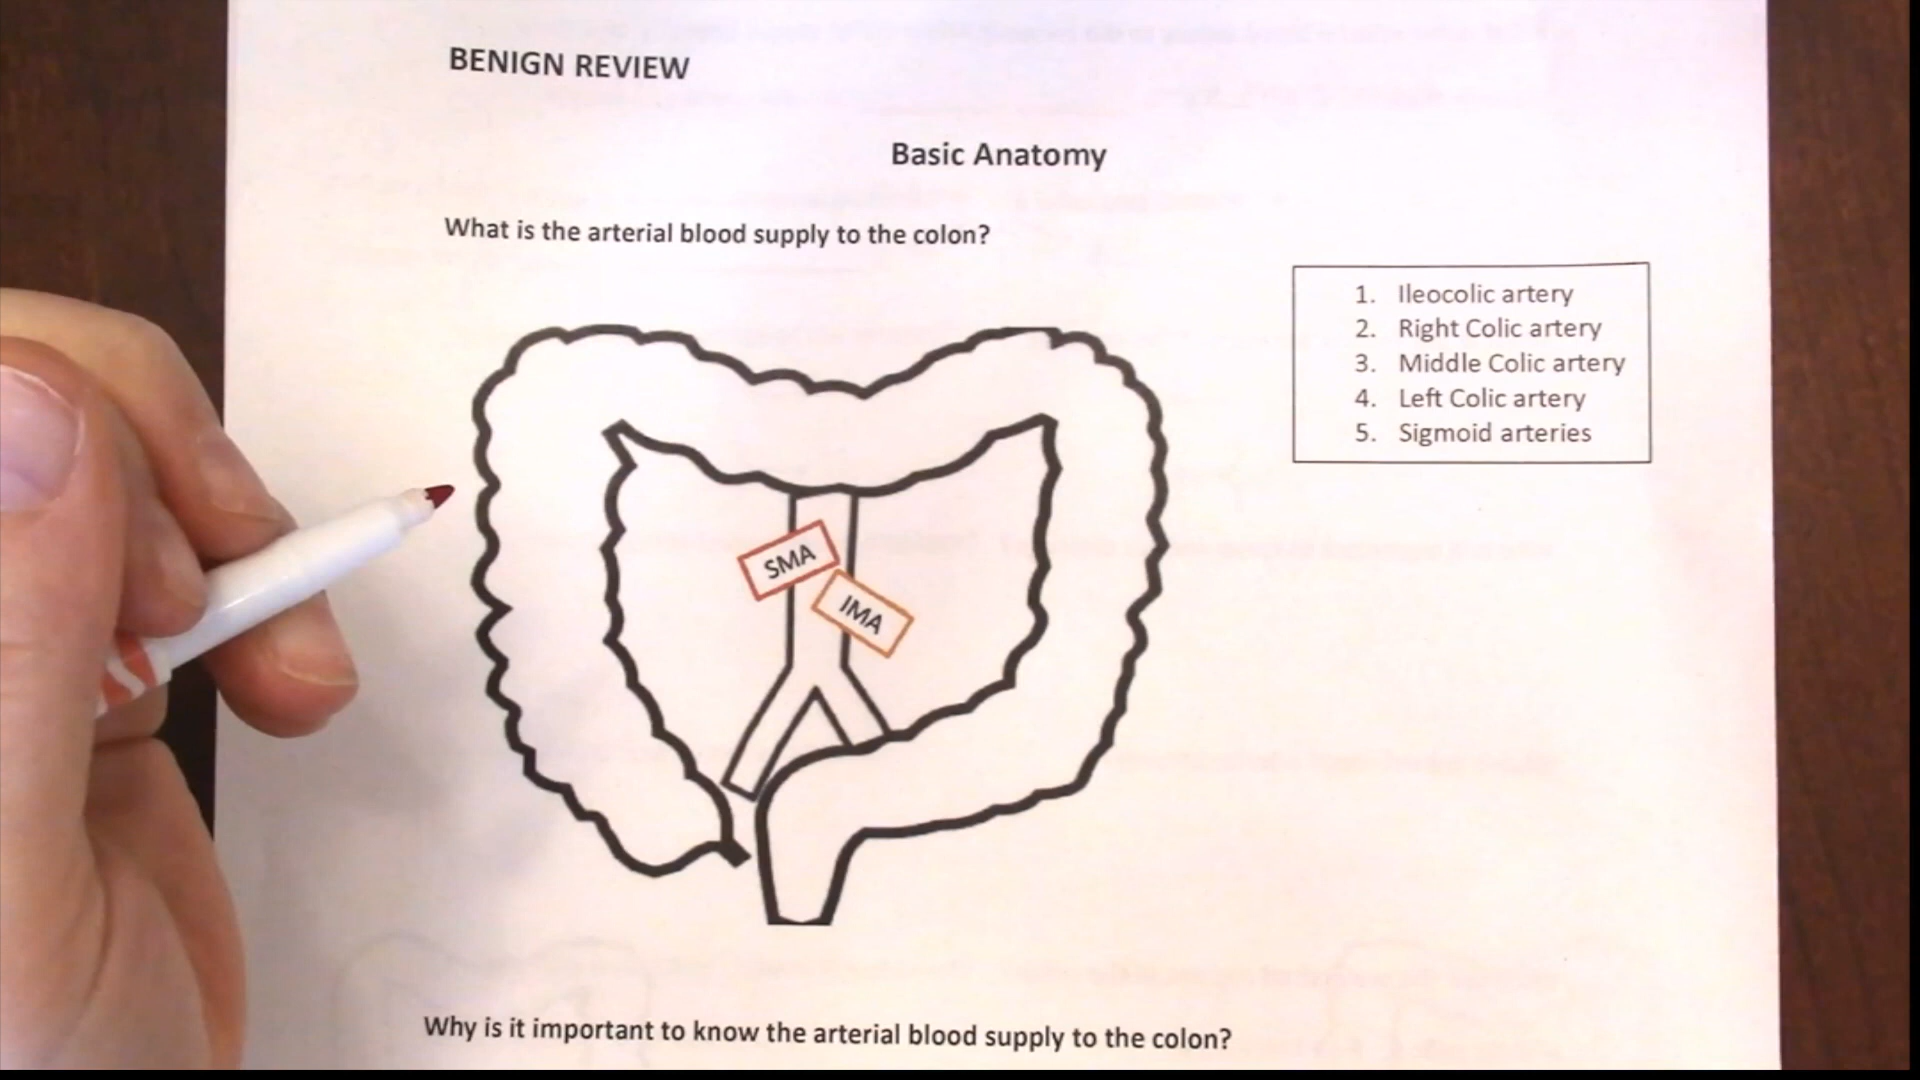 BENIGN REVIEW
Basic Anatomy
What is the arterial blood supply to the colon?
1. Ileocolic artery
2. Right Colic artery
3. Middle Colic artery
4. Left Colic artery
5. Sigmoid arteries
SMA
IMA
Why is it important to know the arterial blood supply to the colon?